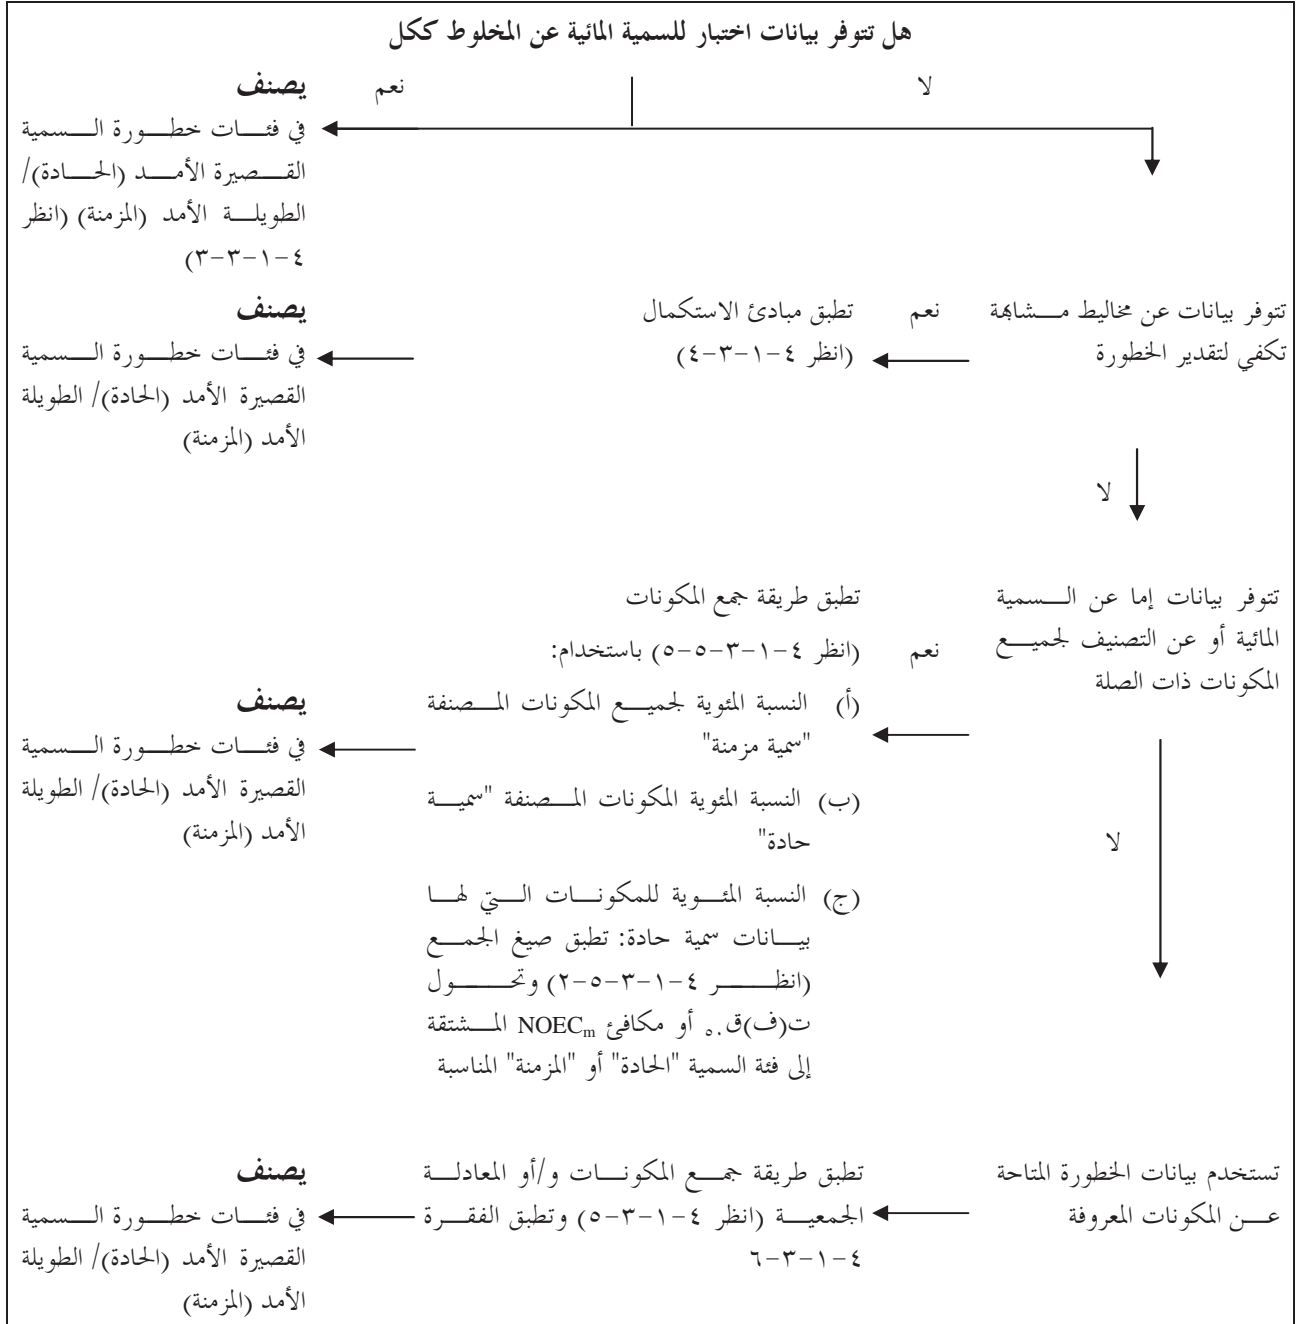 هل تتوفر بيانات اختبار للسمية المائية عن المخلوط ككل
لا
نعم
يصنف
في فئات خطورة السمية
القصيرة الأمد (الحادة)/
الطويلة الأمد (المزمنة) (انظر
٤-١-٣-٣)
تتوفر بيانات عن مخاليط مشابهة
تكفي لتقدير الخطورة
نعم
تطبق مبادئ الاستكمال
(انظر ٤-١-٣-٤)
يصنف
في فئات خطورة السمية
القصيرة الأمد (الحادة)/ الطويلة
الأمد (المزمنة)
لا
تتوفر بيانات إما عن السمية
المائية أو عن التصنيف لجميع
المكونات ذات الصلة
نعم
تطبق طريقة جمع المكونات
(انظر ٤-١-٣-٥-٥) باستخدام:
(أ) النسبة المئوية لجميع المكونات المصنفة
"سمية مزمنة"
(ب) النسبة المئوية المكونات المصنفة "سمية
حادة"
(ج) النسبة المئوية للمكونات التي لها
بيانات سمية حادة: تطبق صيغ الجمع
(انظر ٤-١-٣-٥-٢) وتحول
ت(ف)ق٥٠ أو مكافئ NOECm المشتقة
إلى فئة السمية "الحادة" أو "المزمنة" المناسبة
يصنف
في فئات خطورة السمية
القصيرة الأمد (الحادة)/ الطويلة
الأمد (المزمنة)
لا
تستخدم بيانات الخطورة المتاحة
عن المكونات المعروفة
تطبق طريقة جمع المكونات و/أو المعادلة
الجمعية (انظر ٤-١-٣-٥) وتطبق الفقرة
٤-١-٣-٦
يصنف
في فئات خطورة السمية
القصيرة الأمد (الحادة)/ الطويلة
الأمد (المزمنة)